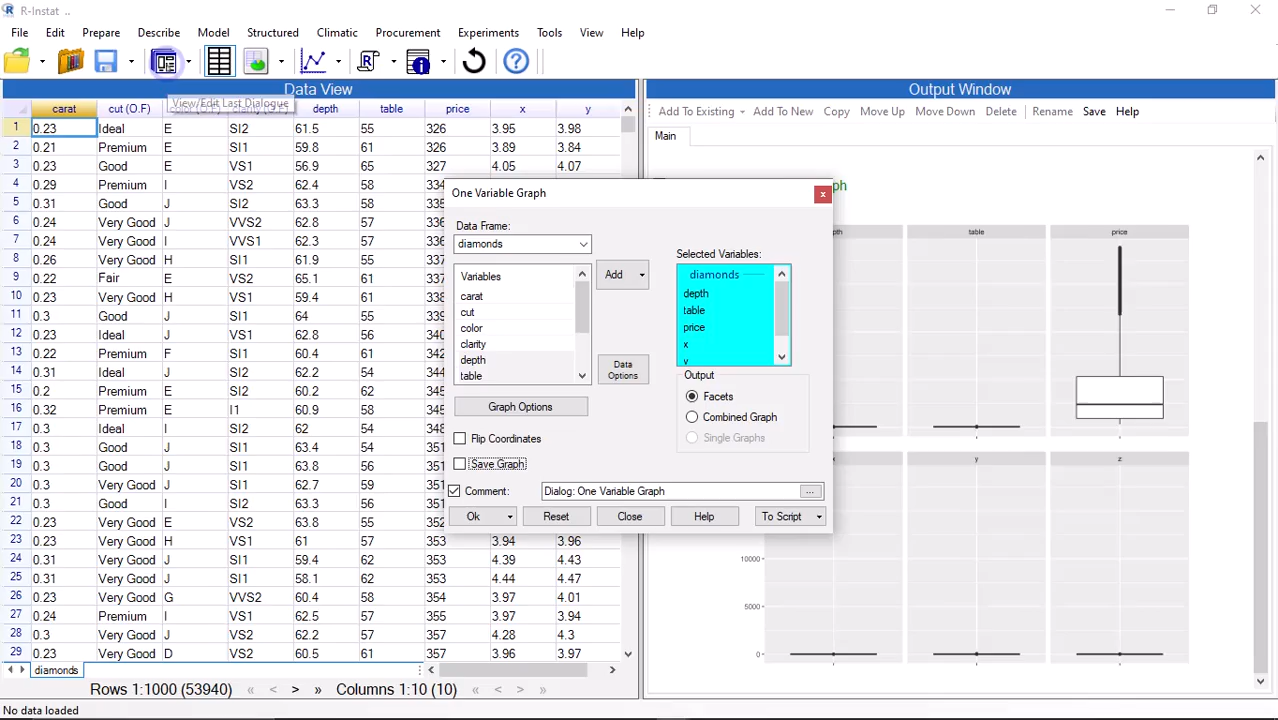 R-Instat ..
File Edit Prepare Describe Model Structured Climatic Procurement Experiments Tools View Help
Data View
carat cut (O.F) depth table price x y
View/Edit Last Dialogue
1 0.23 Ideal E SI2 61.5 55 326 3.95 3.98
2 0.21 Premium E SI1 59.8 61 326 3.89 3.84
3 0.23 Good E VS1 56.9 65 327 4.05 4.07
4 0.29 Premium I VS2 62.4 58 334
5 0.31 Good J SI2 63.3 58 335
6 0.24 Very Good J VVS2 62.8 57 336
7 0.24 Very Good I VVS1 62.3 57 336
8 0.26 Very Good H SI1 61.9 55 337
9 0.22 Fair E VS2 65.1 61 337
10 0.23 Very Good H VS1 59.4 61 338
11 0.3 Good J SI1 64 55 339
12 0.23 Ideal J VS1 62.8 56 340
13 0.22 Premium F SI1 60.4 61 342
14 0.31 Ideal J SI2 62.2 54 344
15 0.2 Premium E SI2 60.2 62 345
16 0.32 Premium E I1 60.9 58 345
17 0.3 Ideal I SI2 62 54 348
18 0.3 Good J SI1 63.4 54 351
19 0.3 Good J SI1 63.8 56 351
20 0.3 Very Good J SI1 62.7 59 351
21 0.3 Good I SI2 63.3 56 351
22 0.23 Very Good E VS2 63.8 55 352
23 0.23 Very Good H VS1 61 57 353 3.94 3.96
24 0.31 Very Good J SI1 59.4 62 353 4.39 4.43
25 0.31 Very Good J SI1 58.1 62 353 4.44 4.47
26 0.23 Very Good G VVS2 60.4 58 354 3.97 4.01
27 0.24 Premium I VS1 62.5 57 355 3.97 3.94
28 0.3 Very Good J VS2 62.2 57 357 4.28 4.3
29 0.23 Very Good D VS2 60.5 61 357 3.96 3.97
diamonds
Rows 1:1000 (53940) « < > » Columns 1:10 (10) « < > »
No data loaded
One Variable Graph
x
Data Frame:
diamonds
Variables
carat
cut
color
clarity
depth
table
Add
Data
Options
Selected Variables:
diamonds
depth
table
price
x
y
Graph Options
Output
Facets
Combined Graph
Single Graphs
Flip Coordinates
Save Graph
Comment: Dialog: One Variable Graph ...
Ok Reset Close Help To Script
Output Window
Add To Existing Add To New Copy Move Up Move Down Delete Rename Save Help
Main
ph
table price
y z
10000
5000
0